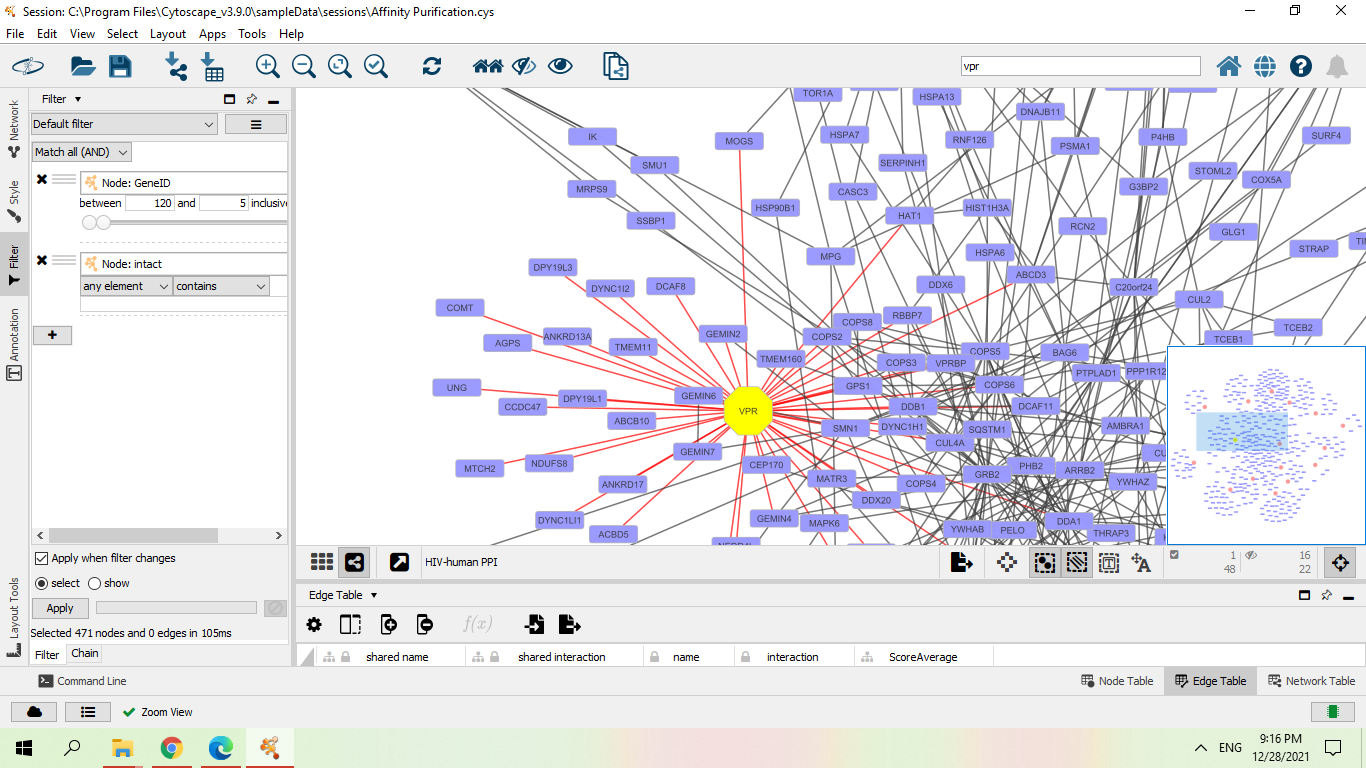 Session: C:\Program Files\Cytoscape_v3.9.0\sampleData\sessions\Affinity Purification.cys
File Edit View Select Layout Apps Tools Help
vpr
Network
Style
Filter
Annotation
Layout Tools
Filter
Default filter
Match all (AND)
Node: GeneID
between 120 and 5 inclusive
Node: intact
any element contains
+
Apply when filter changes
select show
Apply
Selected 471 nodes and 0 edges in 105ms
Filter Chain
TOR1A
HSPA13
DNAJB11
IK
MOGS
HSPA7
RNF126
PSMA1
P4HB
SURF4
SMU1
SERPINH1
STOML2
MRPS9
CASC3
G3BP2
COX5A
SSBP1
HSP90B1
HAT1
HIST1H3A
RCN2
GLG1
MPG
HSPA6
STRAP
DPY19L3
ABCD3
DYNC1I2
DCAF8
DDX6
C20orf24
CUL2
COMT
COPS8
RBBP7
TCEB2
AGPS
ANKRD13A
GEMIN2
COPS2
TCEB1
TMEM11
TMEM160
COPS3
VPRBP
COPS5
BAG6
UNG
GEMIN6
GPS1
COPS6
PTPLAD1
PPP1R12
CCDC47
DPY19L1
VPR
DDB1
DCAF11
ABCB10
SMN1
DYNC1H1
SQSTM1
AMBRA1
GEMIN7
CUL4A
MTCH2
NDUFS8
CEP170
PHB2
ARRB2
ANKRD17
MATR3
COPS4
GRB2
YWHAZ
DYNC1LI1
DDX20
ACBD5
GEMIN4
MAPK6
YWHAB
PELO
DDA1
THRAP3
HIV-human PPI
1 16
48 22
Edge Table
f(x)
shared name shared interaction name interaction ScoreAverage
Command Line
Node Table Edge Table Network Table
Zoom View
ENG
9:16 PM
12/28/2021